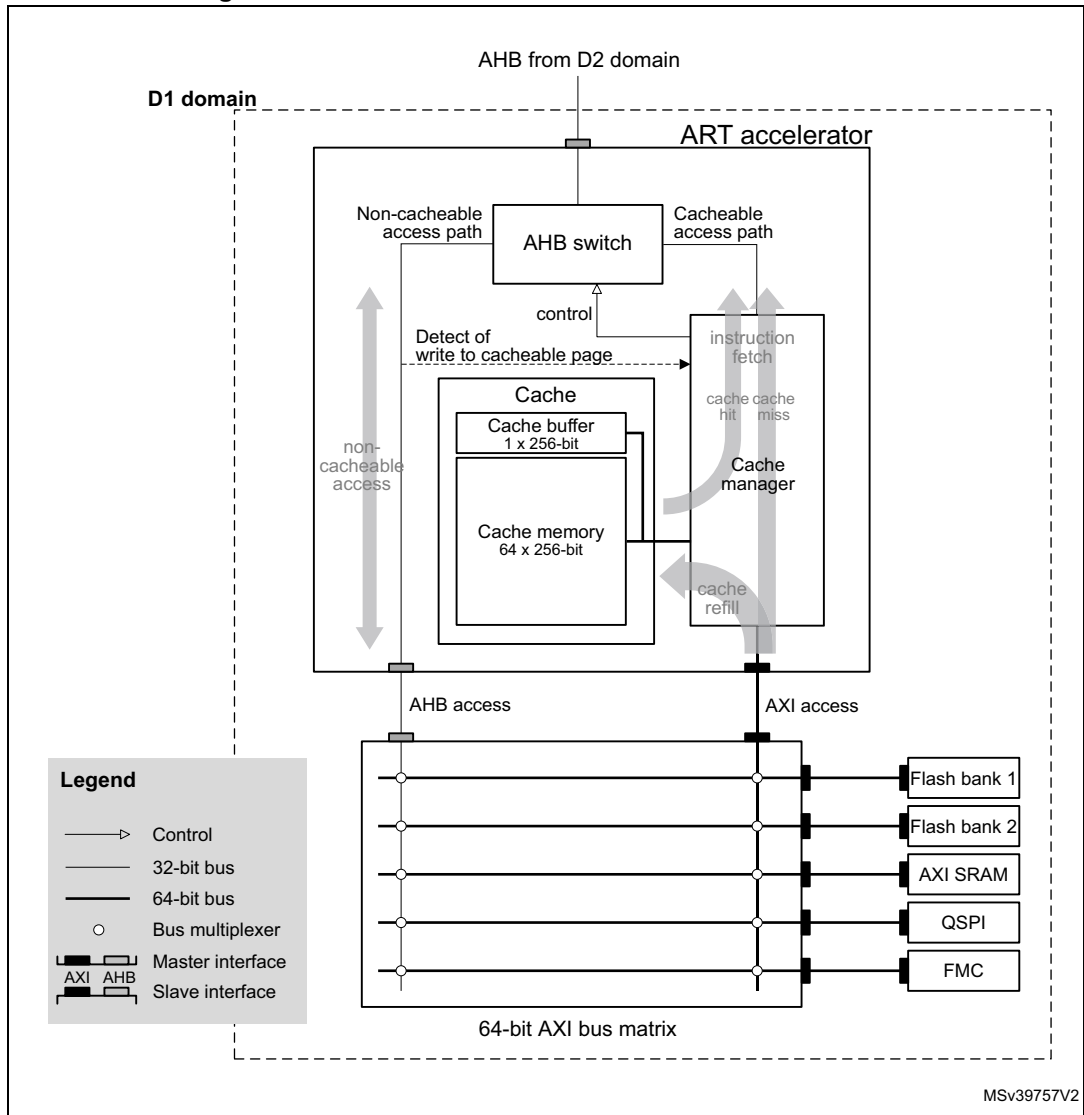 AHB from D2 domain
D1 domain
ART accelerator
Non-cacheable
access path
AHB switch
Cacheable
access path
control
Detect of
write to cacheable page
instruction
fetch
cache
hit
cache
miss
Cache
Cache buffer
1 x 256-bit
non-
cacheable
access
Cache
manager
Cache memory
64 x 256-bit
cache
refill
AHB access
AXI access
Flash bank 1
Flash bank 2
AXI SRAM
QSPI
FMC
64-bit AXI bus matrix
Legend
Control
32-bit bus
64-bit bus
Bus multiplexer
Master interface
AXI AHB
Slave interface
MSv39757V2